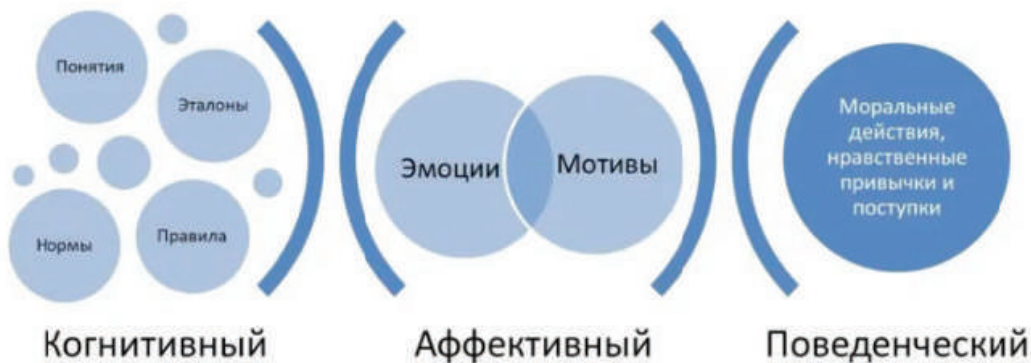 Понятия
Эталоны
Нормы
Правила
Эмоции
Мотивы
Моральные
действия,
нравственные
привычки и
поступки
Когнитивный
Аффективный
Поведенческий